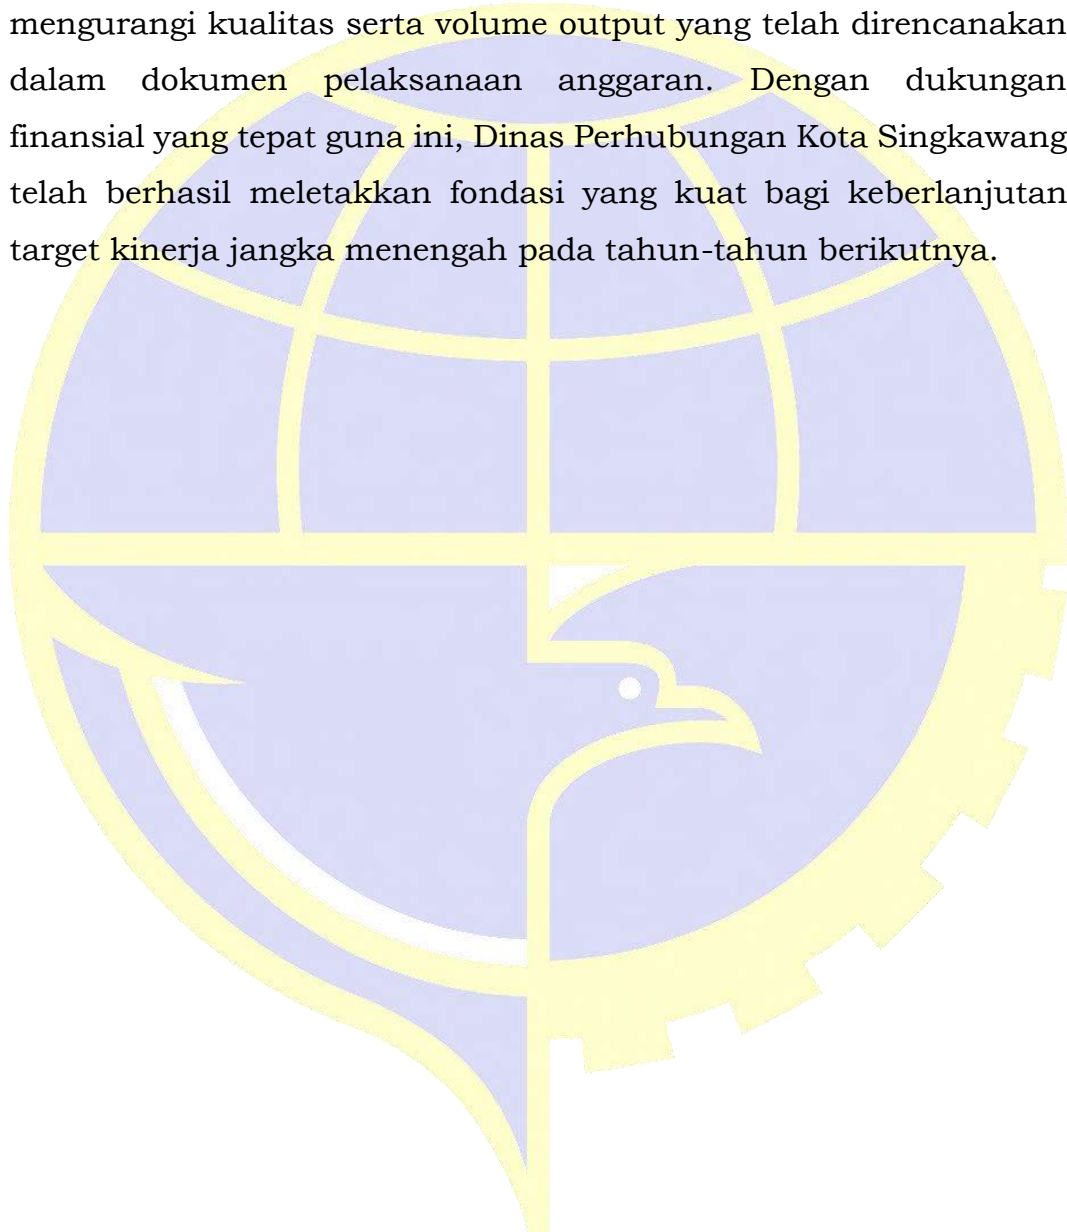 mengurangi kualitas serta volume output yang telah direncanakan
dalam dokumen pelaksanaan anggaran. Dengan dukungan
finansial yang tepat guna ini, Dinas Perhubungan Kota Singkawang
telah berhasil meletakkan fondasi yang kuat bagi keberlanjutan
target kinerja jangka menengah pada tahun-tahun berikutnya.